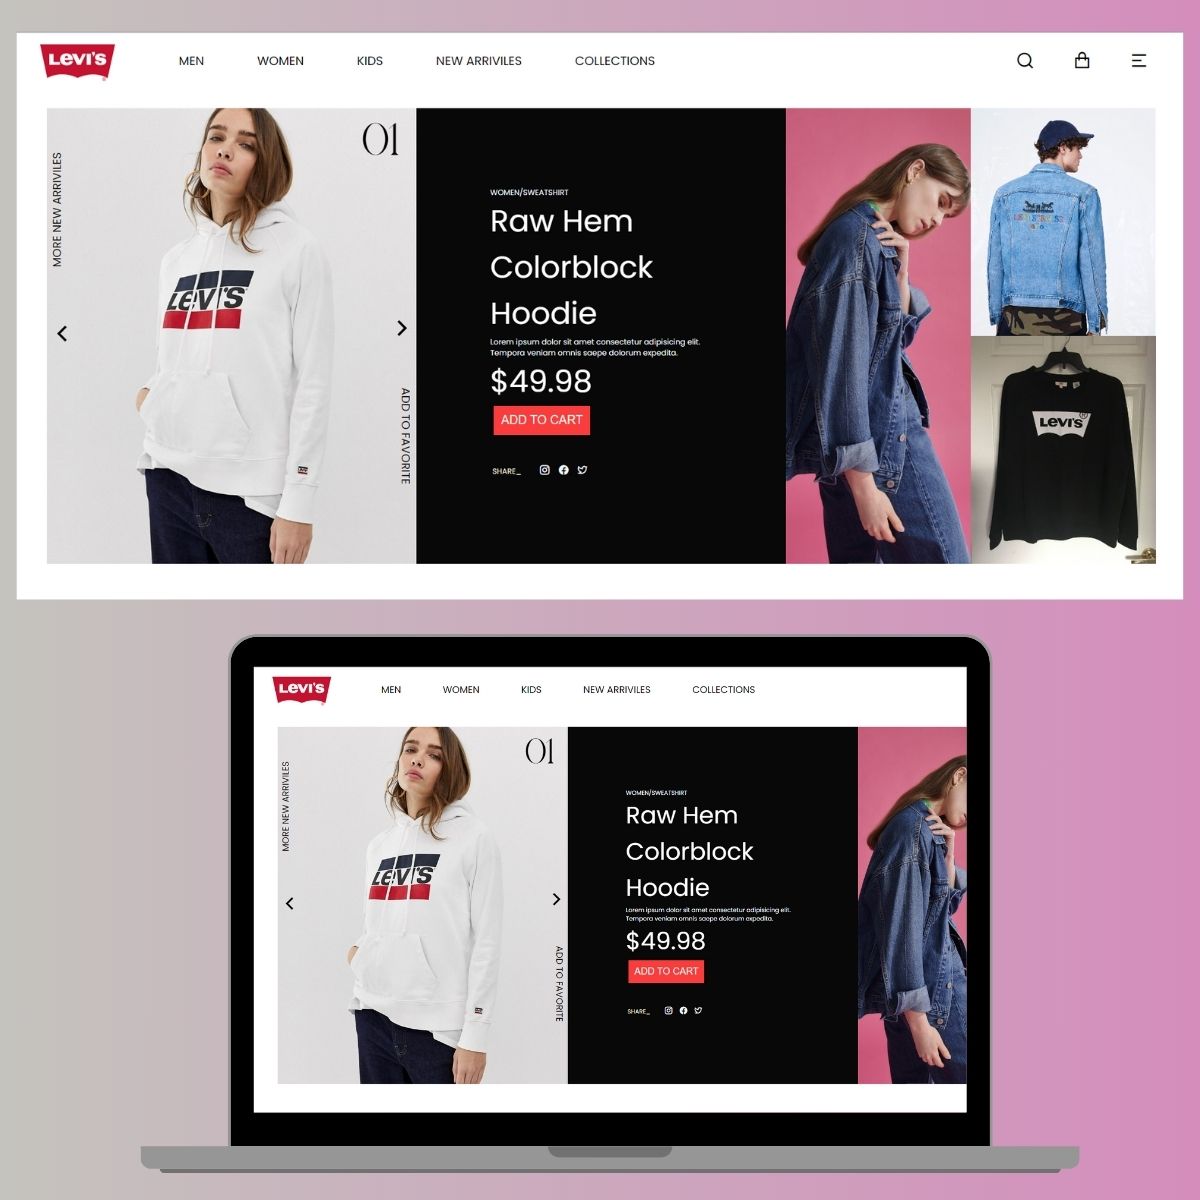 LEVI'S
MEN
WOMEN
KIDS
NEW ARRIVILES
COLLECTIONS
MORE NEW ARRIVILES
01
LEVI'S
ADD TO FAVORITE
WOMEN/SWEATSHIRT
Raw Hem
Colorblock
Hoodie
Lorem ipsum dolor sit amet consectetur adipisicing elit.
Tempora veniam omnis saepe dolorum expedita.
$49.98
ADD TO CART
SHARE_
LEVI'S
LEVI'S
MEN
WOMEN
KIDS
NEW ARRIVILES
COLLECTIONS
MORE NEW ARRIVILES
01
LEVI'S
ADD TO FAVORITE
WOMEN/SWEATSHIRT
Raw Hem
Colorblock
Hoodie
Lorem ipsum dolor sit amet consectetur adipisicing elit.
Tempora veniam omnis saepe dolorum expedita.
$49.98
ADD TO CART
SHARE_